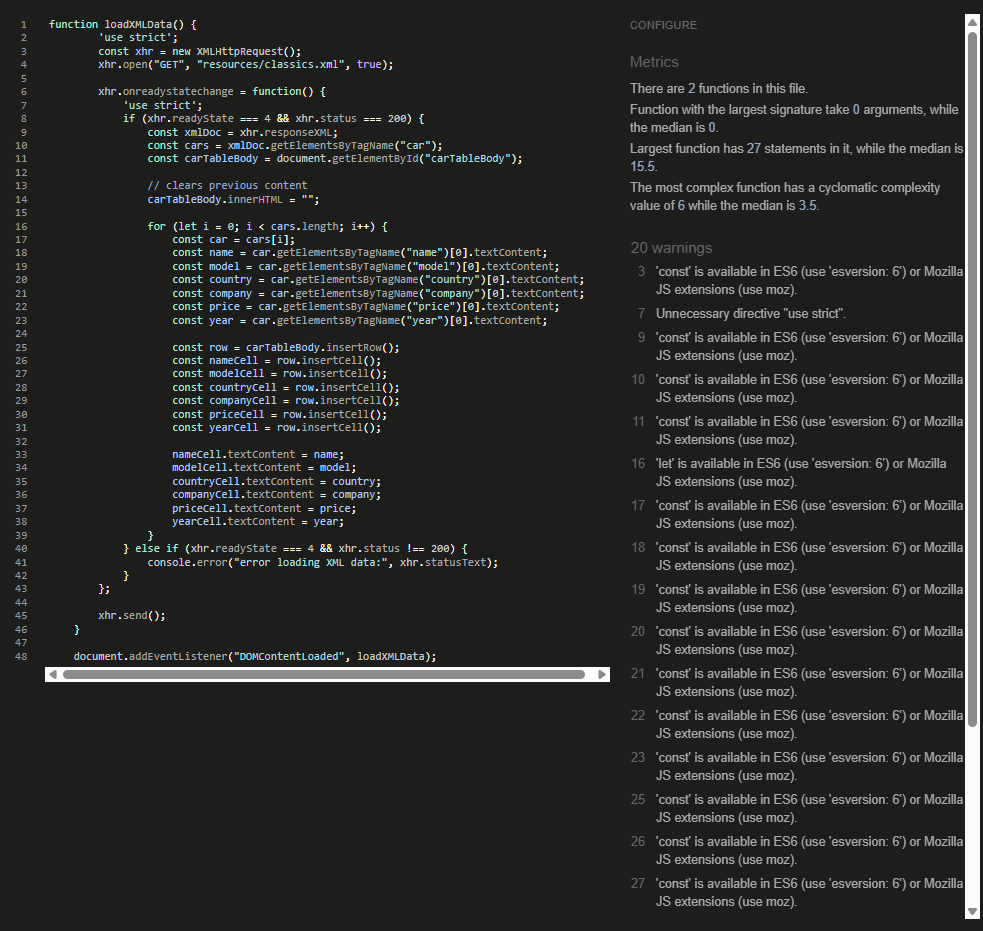 1 function loadXMLData() {
2 'use strict';
3 const xhr = new XMLHttpRequest();
4 xhr.open("GET", "resources/classics.xml", true);
5
6 xhr.onreadystatechange = function() {
7 'use strict';
8 if (xhr.readyState === 4 && xhr.status === 200) {
9 const xmlDoc = xhr.responseXML;
10 const cars = xmlDoc.getElementsByTagName("car");
11 const carTableBody = document.getElementById("carTableBody");
12
13 // clears previous content
14 carTableBody.innerHTML = "";
15
16 for (let i = 0; i < cars.length; i++) {
17 const car = cars[i];
18 const name = car.getElementsByTagName("name")[0].textContent;
19 const model = car.getElementsByTagName("model")[0].textContent;
20 const country = car.getElementsByTagName("country")[0].textContent;
21 const company = car.getElementsByTagName("company")[0].textContent;
22 const price = car.getElementsByTagName("price")[0].textContent;
23 const year = car.getElementsByTagName("year")[0].textContent;
24
25 const row = carTableBody.insertRow();
26 const nameCell = row.insertCell();
27 const modelCell = row.insertCell();
28 const countryCell = row.insertCell();
29 const companyCell = row.insertCell();
30 const priceCell = row.insertCell();
31 const yearCell = row.insertCell();
32
33 nameCell.textContent = name;
34 modelCell.textContent = model;
35 countryCell.textContent = country;
36 companyCell.textContent = company;
37 priceCell.textContent = price;
38 yearCell.textContent = year;
39 }
40 } else if (xhr.readyState === 4 && xhr.status !== 200) {
41 console.error("error loading XML data:", xhr.statusText);
42 }
43 };
44
45 xhr.send();
46 }
47
48 document.addEventListener("DOMContentLoaded", loadXMLData);
CONFIGURE
Metrics
There are 2 functions in this file.
Function with the largest signature take 0 arguments, while
the median is 0.
Largest function has 27 statements in it, while the median is
15.5.
The most complex function has a cyclomatic complexity
value of 6 while the median is 3.5.
20 warnings
3 'const' is available in ES6 (use 'esversion: 6') or Mozilla
JS extensions (use moz).
7 Unnecessary directive "use strict".
9 'const' is available in ES6 (use 'esversion: 6') or Mozilla
JS extensions (use moz).
10 'const' is available in ES6 (use 'esversion: 6') or Mozilla
JS extensions (use moz).
11 'const' is available in ES6 (use 'esversion: 6') or Mozilla
JS extensions (use moz).
16 'let' is available in ES6 (use 'esversion: 6') or Mozilla
JS extensions (use moz).
17 'const' is available in ES6 (use 'esversion: 6') or Mozilla
JS extensions (use moz).
18 'const' is available in ES6 (use 'esversion: 6') or Mozilla
JS extensions (use moz).
19 'const' is available in ES6 (use 'esversion: 6') or Mozilla
JS extensions (use moz).
20 'const' is available in ES6 (use 'esversion: 6') or Mozilla
JS extensions (use moz).
21 'const' is available in ES6 (use 'esversion: 6') or Mozilla
JS extensions (use moz).
22 'const' is available in ES6 (use 'esversion: 6') or Mozilla
JS extensions (use moz).
23 'const' is available in ES6 (use 'esversion: 6') or Mozilla
JS extensions (use moz).
25 'const' is available in ES6 (use 'esversion: 6') or Mozilla
JS extensions (use moz).
26 'const' is available in ES6 (use 'esversion: 6') or Mozilla
JS extensions (use moz).
27 'const' is available in ES6 (use 'esversion: 6') or Mozilla
JS extensions (use moz).